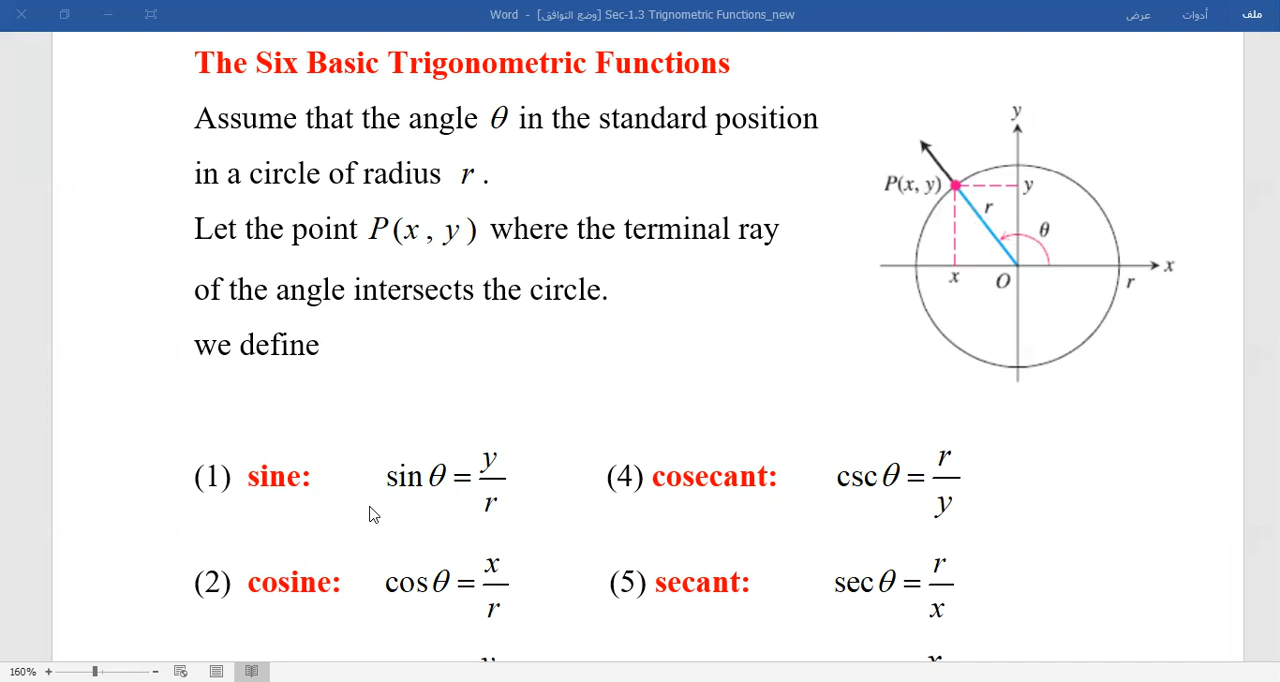 Word - [وضع التوافق] Sec-1.3 Trignometric Functions_new
عرض
أدوات
ملف
The Six Basic Trigonometric Functions
Assume that the angle θ in the standard position
in a circle of radius r .
Let the point P(x , y) where the terminal ray
of the angle intersects the circle.
we define
y
P(x, y)
y
r
θ
x
x
O
r
(1) sine: sin θ = y/r (4) cosecant: csc θ = r/y
(2) cosine: cos θ = x/r (5) secant: sec θ = r/x
160%